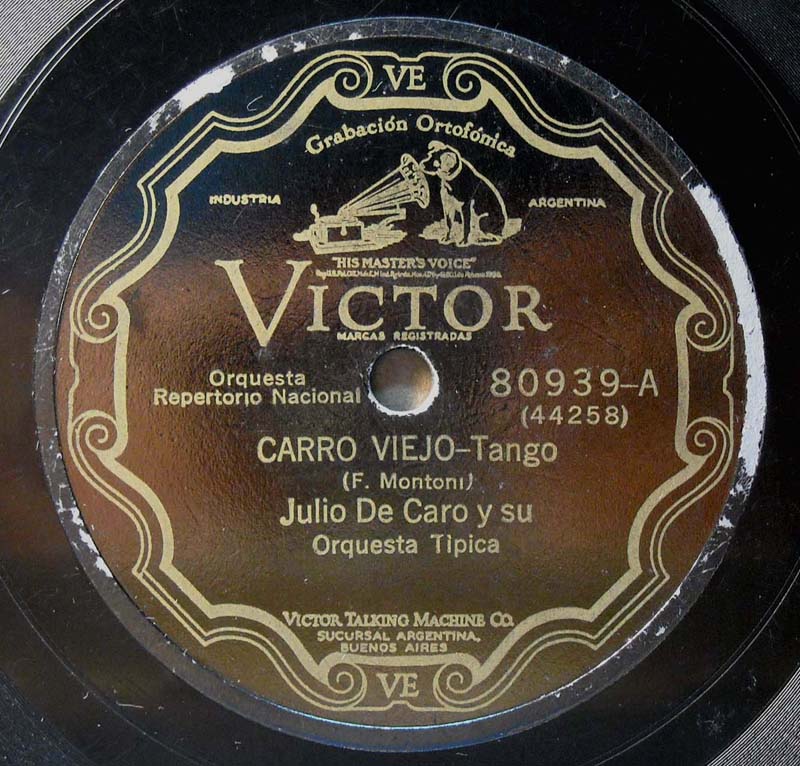 VE
Grabación Ortofónica
INDUSTRIA
ARGENTINA
"HIS MASTER'S VOICE"
VICTOR
MARCAS REGISTRADAS
Orquesta
Repertorio Nacional
80939-A
(44258)
CARRO VIEJO-Tango
(F. Montoni)
Julio De Caro y su
Orquesta Tìpica
VICTOR TALKING MACHINE CO.
SUCURSAL ARGENTINA,
BUENOS AIRES
VE